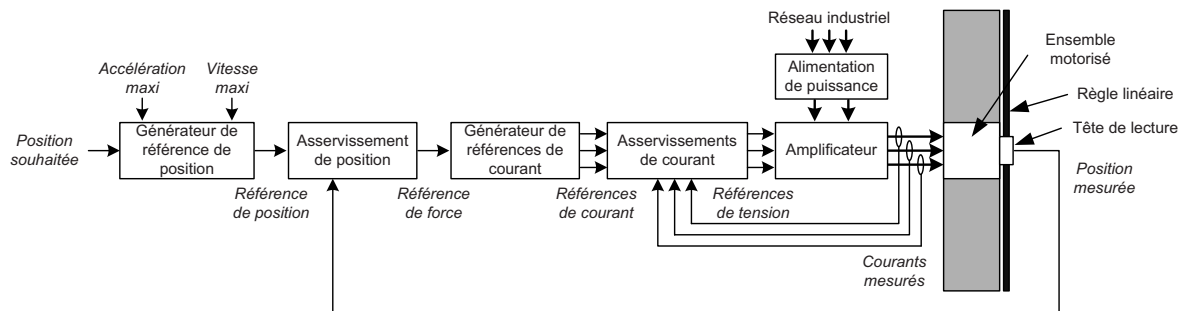 Réseau industriel
Accélération
maxi
Vitesse
maxi
Alimentation
de puissance
Ensemble
motorisé
Règle linéaire
Tête de lecture
Position
souhaitée
Générateur de
référence de
position
Asservissement
de position
Générateur de
références de
courant
Asservissements
de courant
Amplificateur
Position
mesurée
Référence
de position
Référence
de force
Références
de courant
Références
de tension
Courants
mesurés